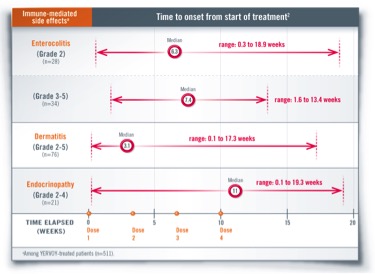 Immune-mediated
side effectsª
Time to onset from start of treatment²
Enterocolitis
(Grade 2)
(n=28)
Median
6.3
range: 0.3 to 18.9 weeks
(Grade 3-5)
(n=34)
Median
7.4
range: 1.6 to 13.4 weeks
Dermatitis
(Grade 2-5)
(n=76)
Median
3.1
range: 0.1 to 17.3 weeks
Endocrinopathy
(Grade 2-4)
(n=21)
Median
11
range: 0.1 to 19.3 weeks
TIME ELAPSED
(WEEKS)
0 5 10 15 20
Dose Dose Dose Dose
1 2 3 4
ªAmong YERVOY-treated patients (n=511).